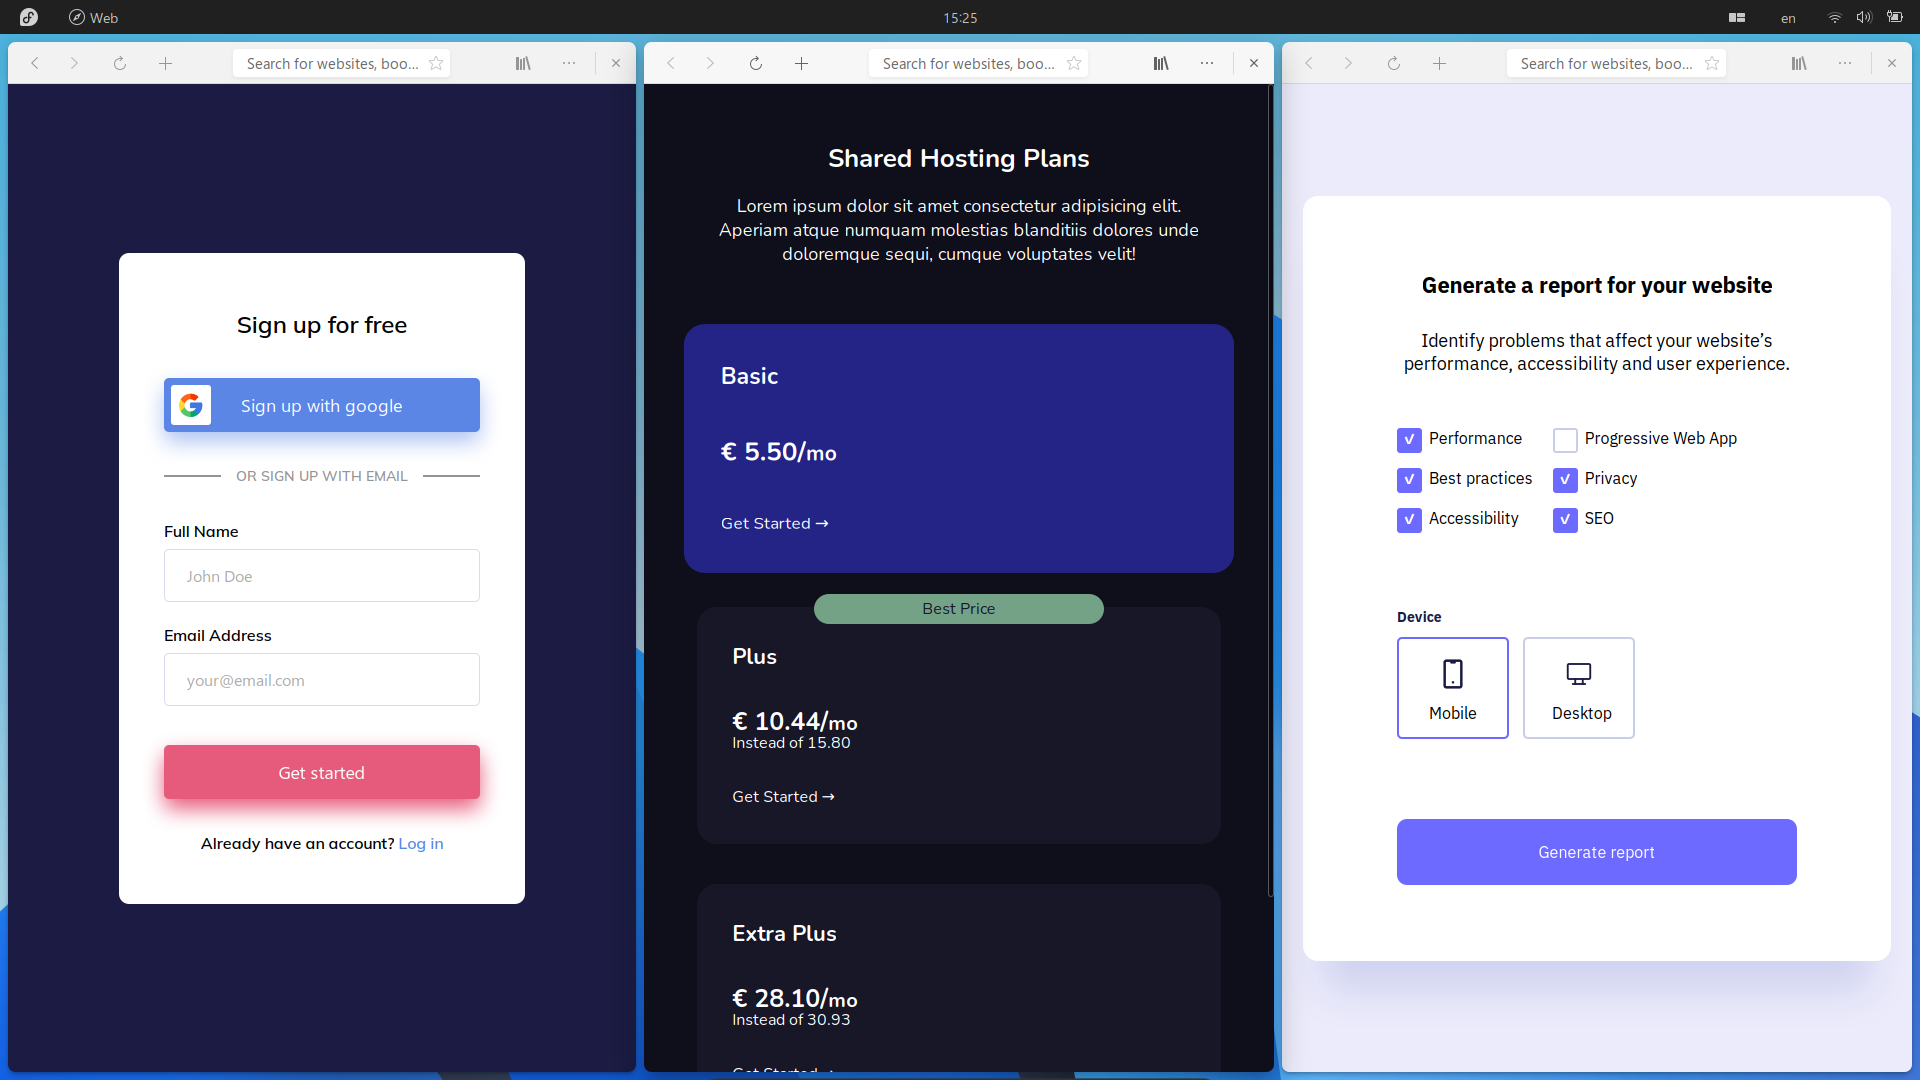 Web
15:25
en
Search for websites, boo...
Sign up for free
Sign up with google
OR SIGN UP WITH EMAIL
Full Name
John Doe
Email Address
your@email.com
Get started
Already have an account? Log in
Search for websites, boo...
Shared Hosting Plans
Lorem ipsum dolor sit amet consectetur adipisicing elit.
Aperiam atque numquam molestias blanditiis dolores unde
doloremque sequi, cumque voluptates velit!
Basic
€ 5.50/mo
Get Started →
Best Price
Plus
€ 10.44/mo
Instead of 15.80
Get Started →
Extra Plus
€ 28.10/mo
Instead of 30.93
Get Started →
Search for websites, boo...
Generate a report for your website
Identify problems that affect your website’s
performance, accessibility and user experience.
Performance
Progressive Web App
Best practices
Privacy
Accessibility
SEO
Device
Mobile
Desktop
Generate report